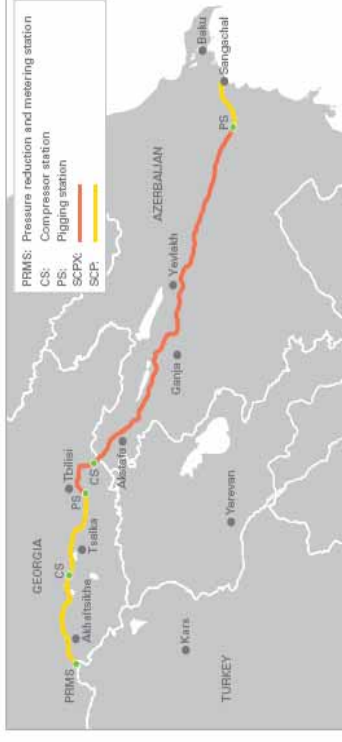 PRMS: Pressure reduction and metering station
CS: Compressor station
PS: Pigging station
SCPX:
SCP:
GEORGIA
AZERBAIJAN
TURKEY
PRMS
Akhaltsikhe
CS
Tsalka
PS
Tbilisi
CS
Akstafa
Ganja
Yevlakh
PS
Sangachal
Baku
Yerevan
Kars